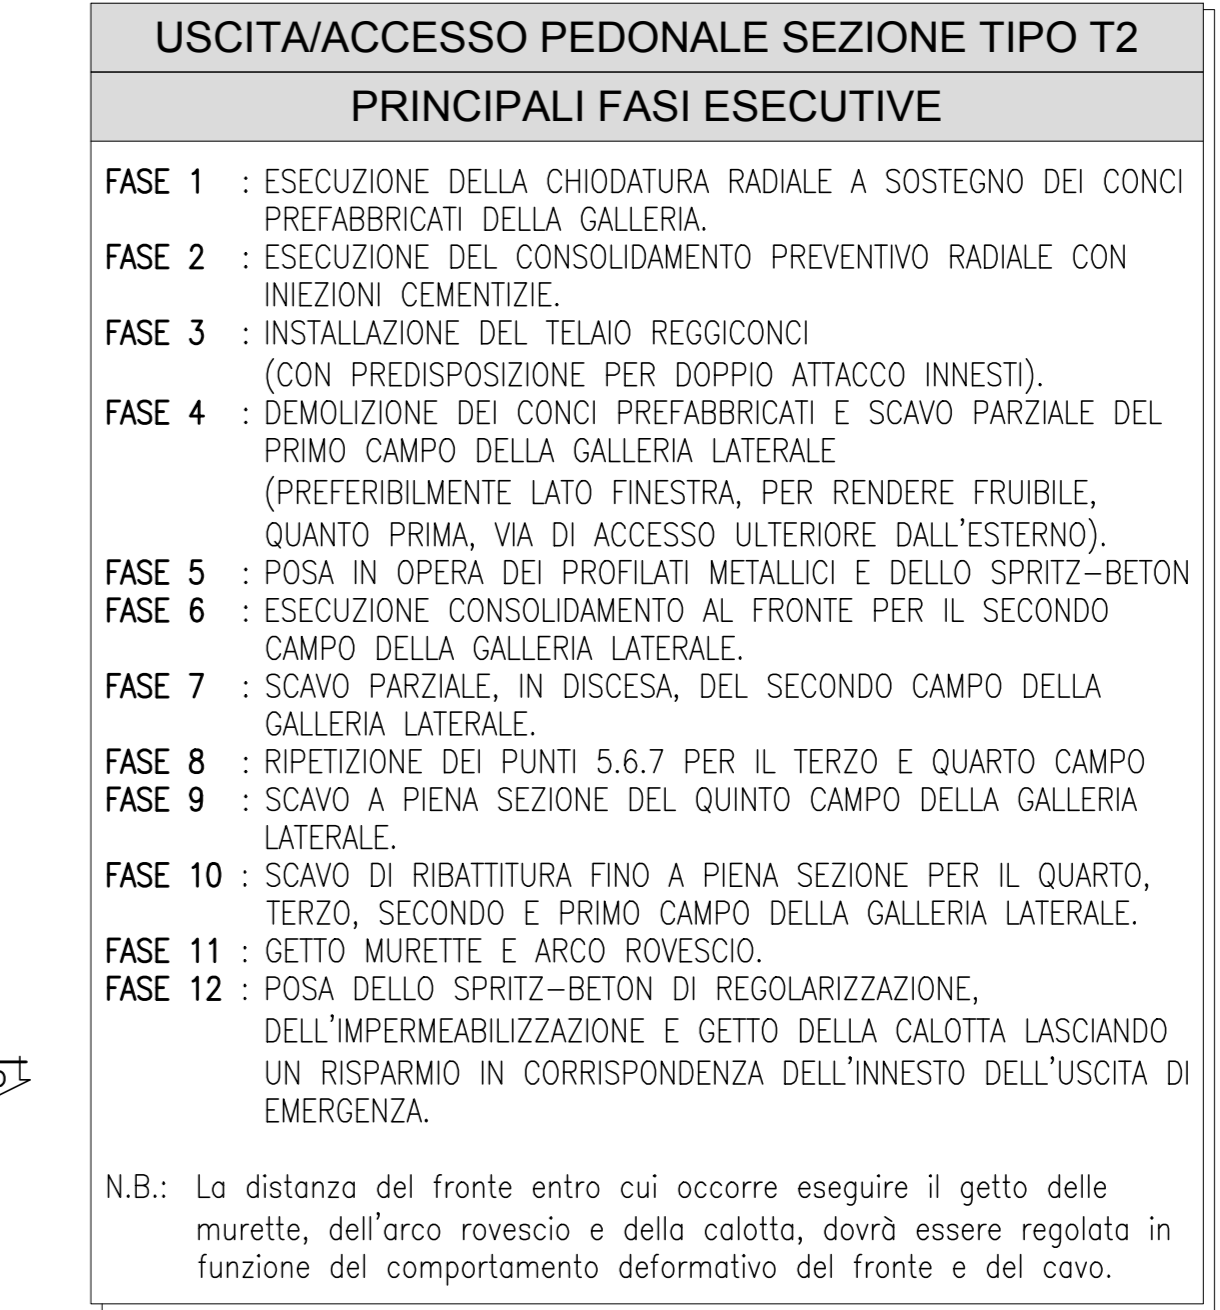 USCITA/ACCESSO PEDONALE SEZIONE TIPO T2
PRINCIPALI FASI ESECUTIVE
FASE 1 : ESECUZIONE DELLA CHIODATURA RADIALE A SOSTEGNO DEI CONCI
PREFABBRICATI DELLA GALLERIA.
FASE 2 : ESECUZIONE DEL CONSOLIDAMENTO PREVENTIVO RADIALE CON
INIEZIONI CEMENTIZIE.
FASE 3 : INSTALLAZIONE DEL TELAIO REGGICONCI
(CON PREDISPOSIZIONE PER DOPPIO ATTACCO INNESTI).
FASE 4 : DEMOLIZIONE DEI CONCI PREFABBRICATI E SCAVO PARZIALE DEL
PRIMO CAMPO DELLA GALLERIA LATERALE
(PREFERIBILMENTE LATO FINESTRA, PER RENDERE FRUIBILE,
QUANTO PRIMA, VIA DI ACCESSO ULTERIORE DALL'ESTERNO).
FASE 5 : POSA IN OPERA DEI PROFILATI METALLICI E DELLO SPRITZ-BETON
FASE 6 : ESECUZIONE CONSOLIDAMENTO AL FRONTE PER IL SECONDO
CAMPO DELLA GALLERIA LATERALE.
FASE 7 : SCAVO PARZIALE, IN DISCESA, DEL SECONDO CAMPO DELLA
GALLERIA LATERALE.
FASE 8 : RIPETIZIONE DEI PUNTI 5.6.7 PER IL TERZO E QUARTO CAMPO
FASE 9 : SCAVO A PIENA SEZIONE DEL QUINTO CAMPO DELLA GALLERIA
LATERALE.
FASE 10 : SCAVO DI RIBATTITURA FINO A PIENA SEZIONE PER IL QUARTO,
TERZO, SECONDO E PRIMO CAMPO DELLA GALLERIA LATERALE.
FASE 11 : GETTO MURETTE E ARCO ROVESCIO.
FASE 12 : POSA DELLO SPRITZ-BETON DI REGOLARIZZAZIONE,
DELL'IMPERMEABILIZZAZIONE E GETTO DELLA CALOTTA LASCIANDO
UN RISPARMIO IN CORRISPONDENZA DELL'INNESTO DELL'USCITA DI
EMERGENZA.
N.B.: La distanza del fronte entro cui occorre eseguire il getto delle
murette, dell'arco rovescio e della calotta, dovrà essere regolata in
funzione del comportamento deformativo del fronte e del cavo.